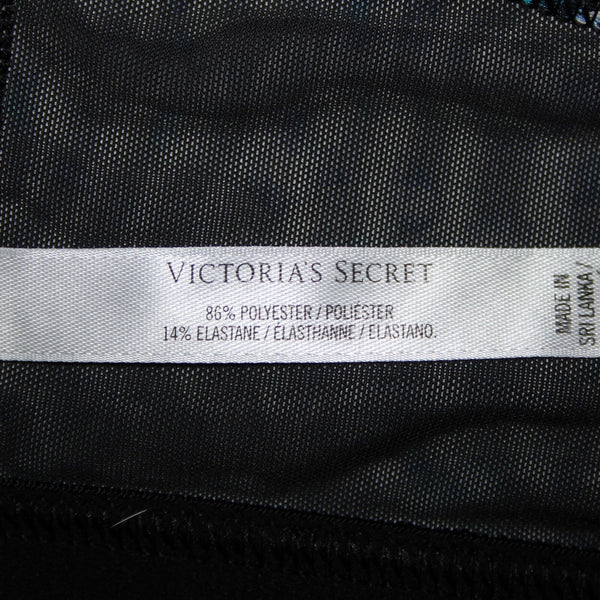 VICTORIA'S SECRET
86% POLYESTER / POLIÉSTER
14% ELASTANE / ÉLASTHANNE / ELASTANO.
MADE IN
SRI LANKA /